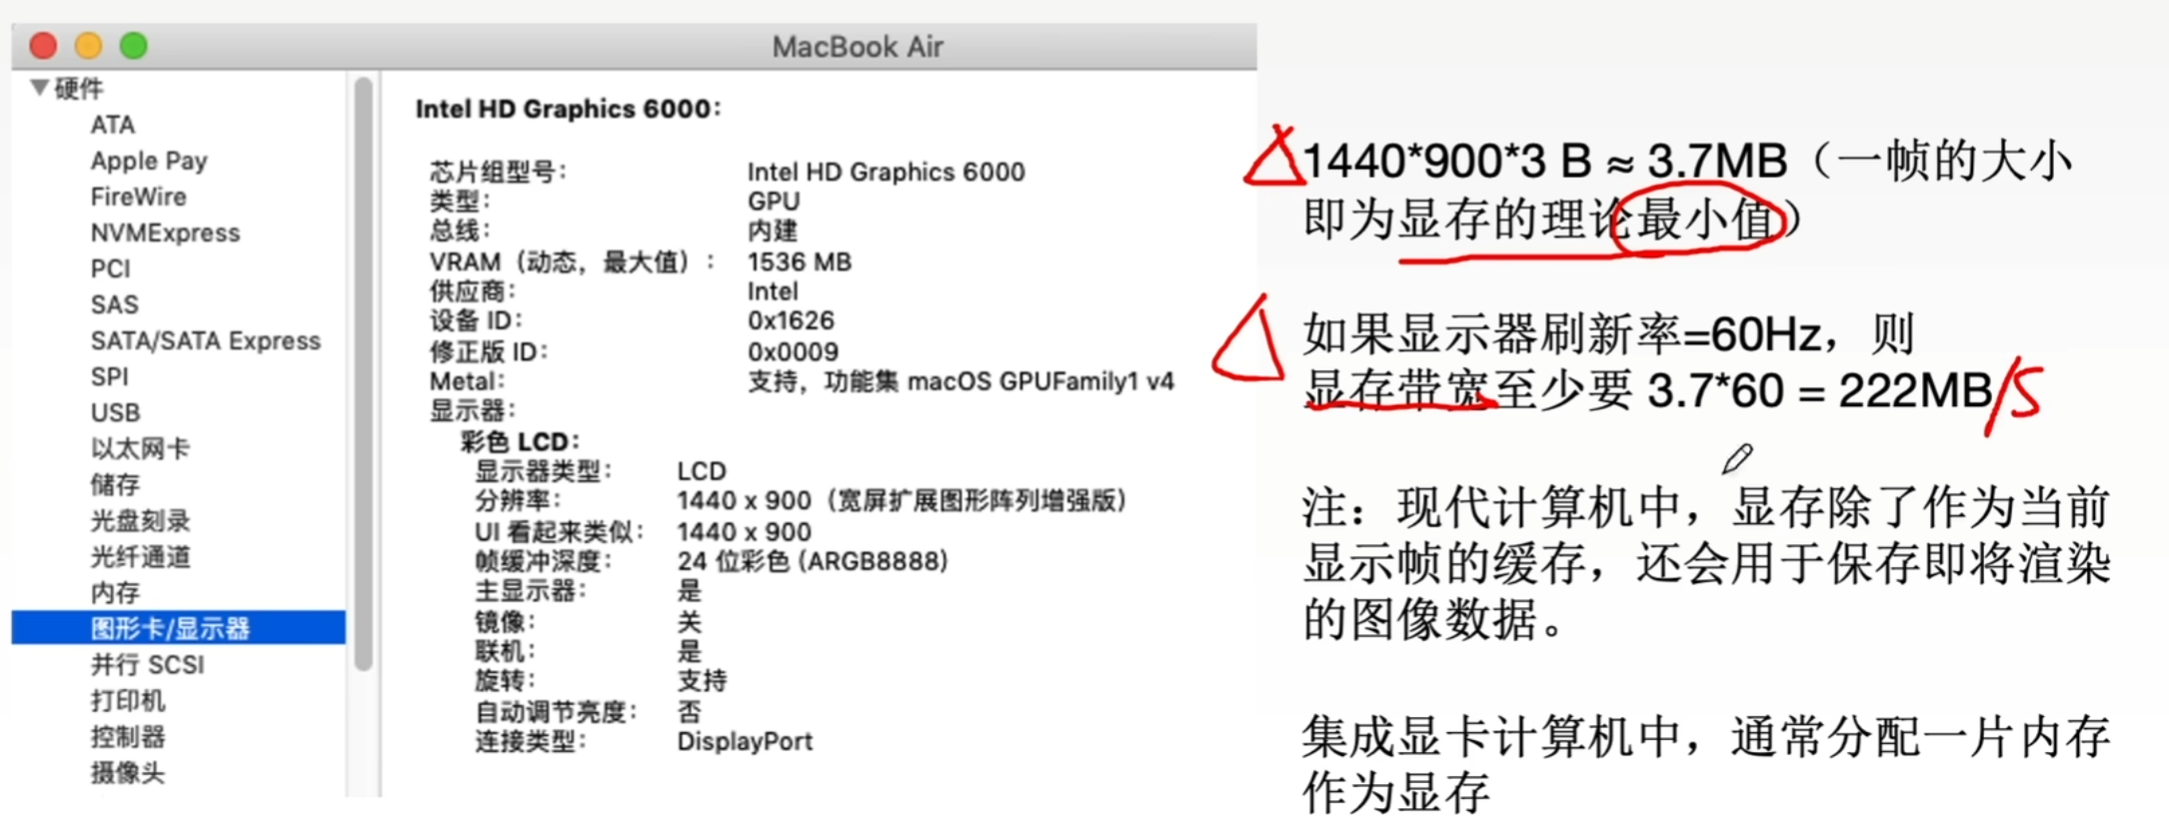 MacBook Air
硬件
ATA
Apple Pay
FireWire
NVMExpress
PCI
SAS
SATA/SATA Express
SPI
USB
以太网卡
储存
光盘刻录
光纤通道
内存
图形卡/显示器
并行 SCSI
打印机
控制器
摄像头
Intel HD Graphics 6000：
芯片组型号： Intel HD Graphics 6000
类型： GPU
总线： 内建
VRAM（动态，最大值）： 1536 MB
供应商： Intel
设备 ID： 0x1626
修正版 ID： 0x0009
Metal： 支持，功能集 macOS GPUFamily1 v4
显示器：
彩色 LCD：
显示器类型： LCD
分辨率： 1440 x 900（宽屏扩展图形阵列增强版）
UI 看起来类似： 1440 x 900
帧缓冲深度： 24 位彩色 (ARGB8888)
主显示器： 是
镜像： 关
联机： 是
旋转： 支持
自动调节亮度： 否
连接类型： DisplayPort
1440*900*3 B ≈ 3.7MB（一帧的大小
即为显存的理论最小值）
如果显示器刷新率=60Hz，则
显存带宽至少要 3.7*60 = 222MB/s
注：现代计算机中，显存除了作为当前
显示帧的缓存，还会用于保存即将渲染
的图像数据。
集成显卡计算机中，通常分配一片内存
作为显存